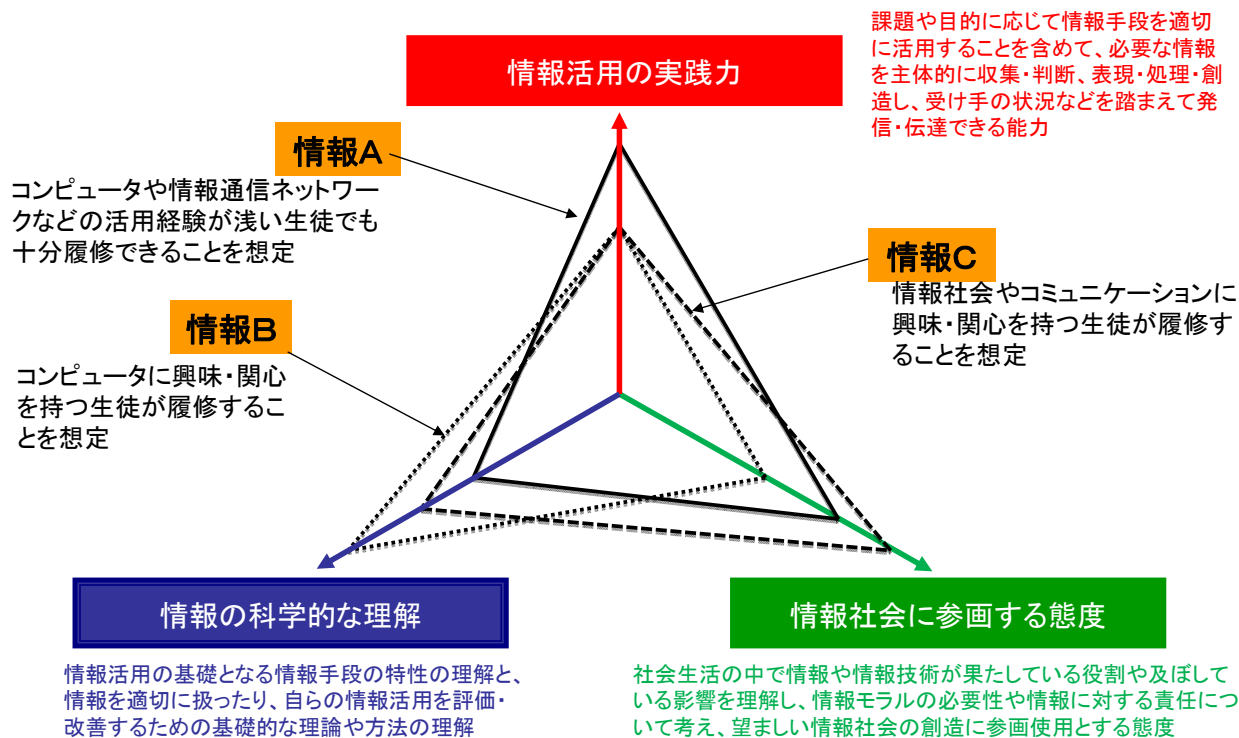 課題や目的に応じて情報手段を適切
に活用することを含めて、必要な情報
を主体的に収集・判断、表現・処理・創
造し、受け手の状況などを踏まえて発
信・伝達できる能力
情報活用の実践力
情報A
コンピュータや情報通信ネットワー
クなどの活用経験が浅い生徒でも
十分履修できることを想定
情報C
情報社会やコミュニケーションに
興味・関心を持つ生徒が履修す
ることを想定
情報B
コンピュータに興味・関心
を持つ生徒が履修するこ
とを想定
情報の科学的な理解
情報活用の基礎となる情報手段の特性の理解と、
情報を適切に扱ったり、自らの情報活用を評価・
改善するための基礎的な理論や方法の理解
情報社会に参画する態度
社会生活の中で情報や情報技術が果たしている役割や及ぼして
いる影響を理解し、情報モラルの必要性や情報に対する責任につ
いて考え、望ましい情報社会の創造に参画使用とする態度